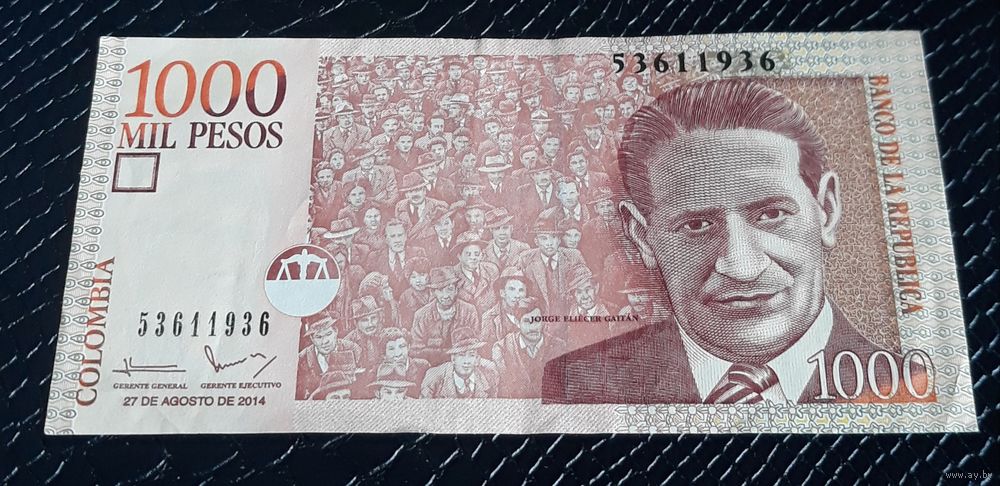 1000
MIL PESOS
53611936
BANCO DE LA REPUBLICA
COLOMBIA
53611936
GERENTE GENERAL GERENTE EJECUTIVO
27 DE AGOSTO DE 2014
JORGE ELIÉCER GAITÁN
1000
www.ay.by